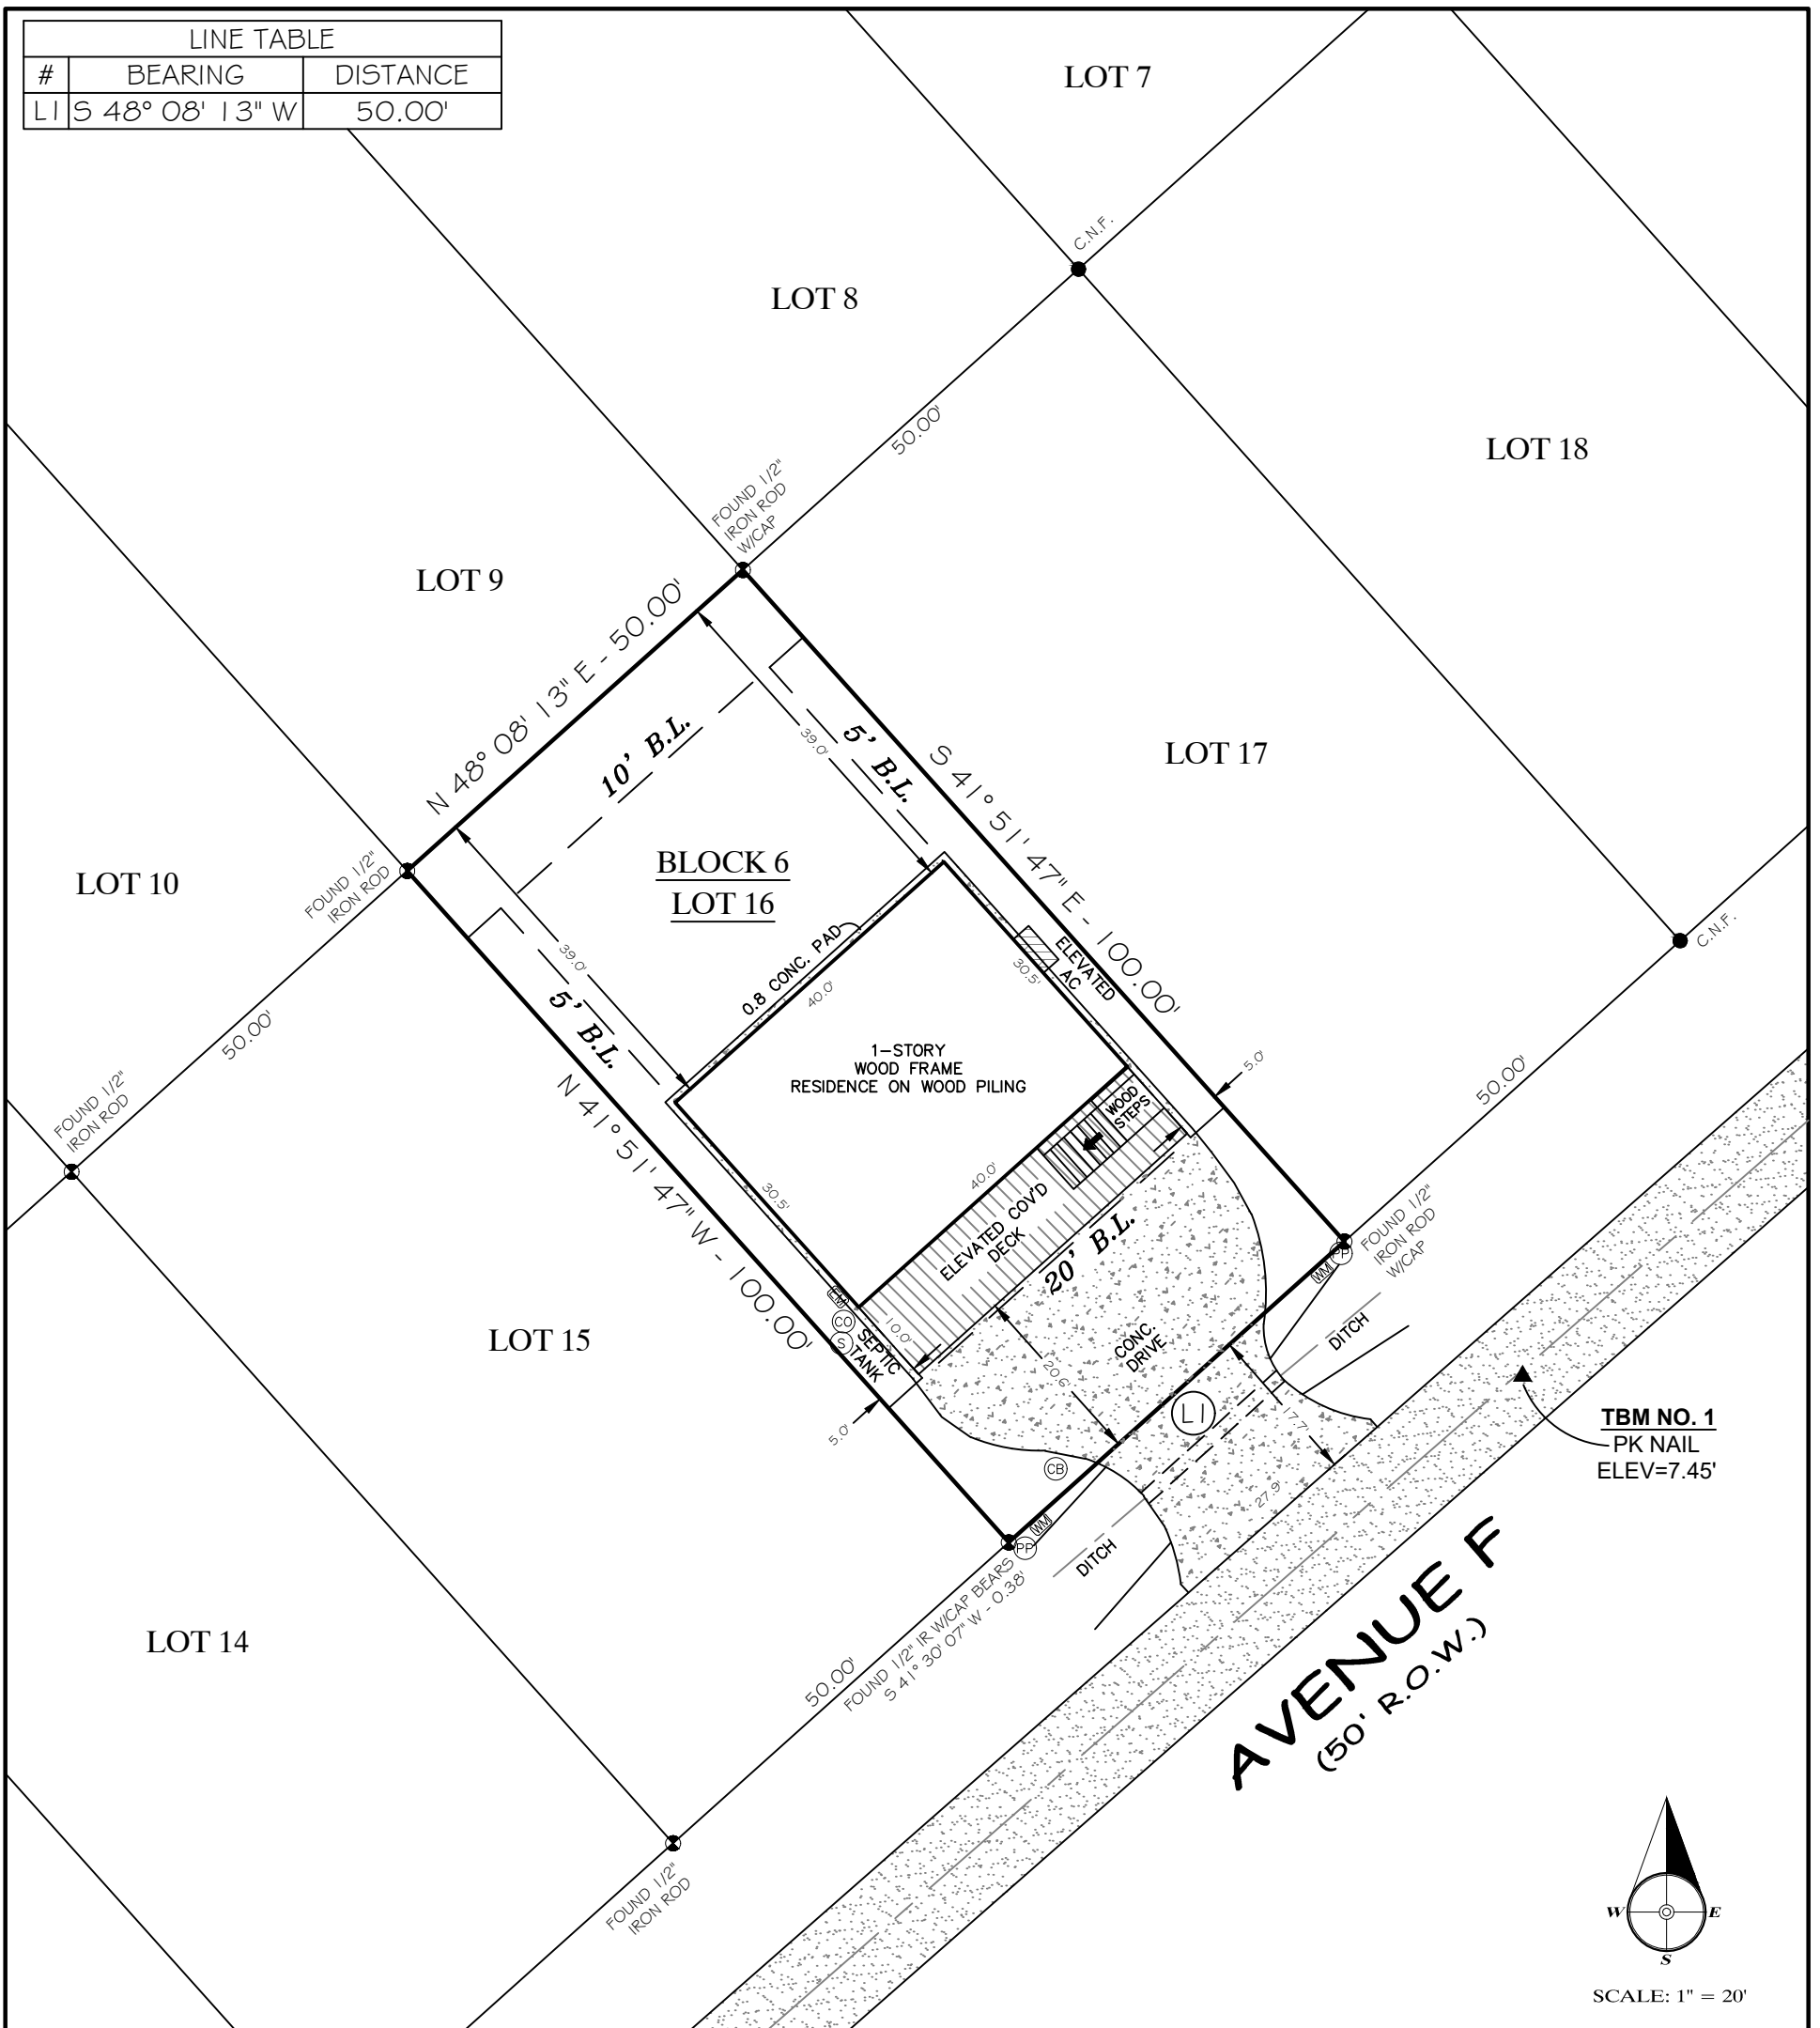 LINE TABLE
# BEARING DISTANCE
L1 S 48° 08' 13" W 50.00'
LOT 7
C.N.F.
LOT 8
50.00'
LOT 18
FOUND 1/2"
IRON ROD
W/CAP
LOT 9
N 48° 08' 13" E - 50.00'
LOT 17
10' B.L.
39.0'
5' B.L.
S 41° 51' 47" E - 100.00'
BLOCK 6
LOT 16
LOT 10
FOUND 1/2"
IRON ROD
C.N.F.
39.0'
5' B.L.
0.8 CONC. PAD
40.0'
30.5'
ELEVATED
AC
50.00'
1-STORY
WOOD FRAME
RESIDENCE ON WOOD PILING
5.0'
50.00'
FOUND 1/2"
IRON ROD
WOOD
STEPS
N 41° 51' 47" W - 100.00'
30.5'
40.0'
ELEVATED COV'D
DECK
20' B.L.
FOUND 1/2"
IRON ROD
W/CAP
PP
WM
EM
CO
S
SEPTIC
TANK
10.0'
LOT 15
CONC.
DRIVE
DITCH
20.6'
L1
17.7'
5.0'
TBM NO. 1
PK NAIL
ELEV=7.45'
CB
27.9'
WM
PP
DITCH
FOUND 1/2" IR W/CAP BEARS
S 41° 30' 07" W - 0.38'
50.00'
AVENUE F
(50' R.O.W.)
LOT 14
FOUND 1/2"
IRON ROD
W E
S
SCALE: 1" = 20'